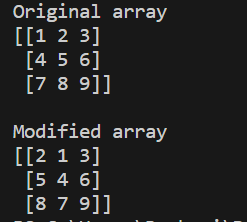 Original array
[[1 2 3]
 [4 5 6]
 [7 8 9]]

Modified array
[[2 1 3]
 [5 4 6]
 [8 7 9]]